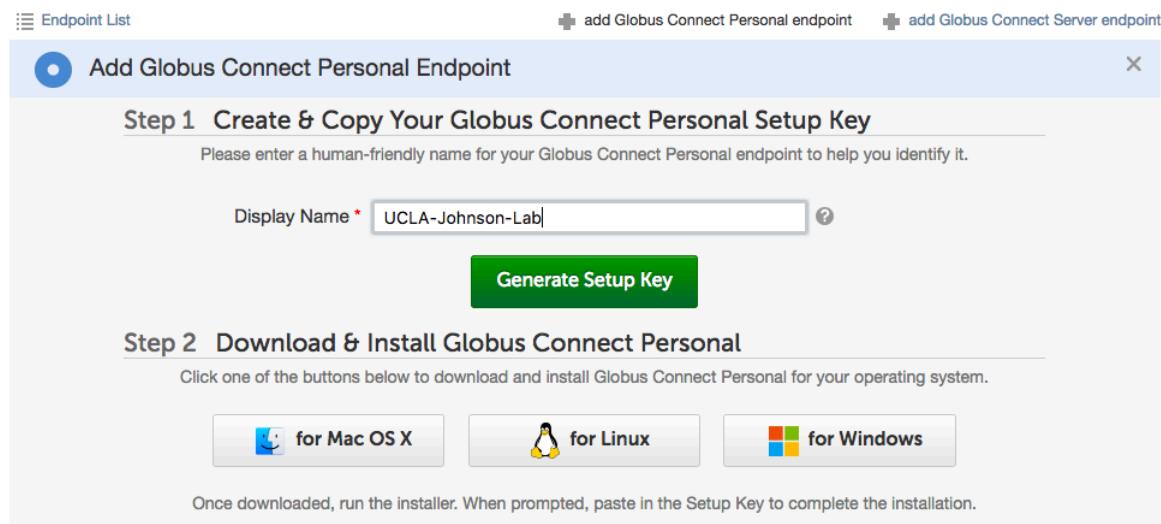 Endpoint List add Globus Connect Personal endpoint add Globus Connect Server endpoint
Add Globus Connect Personal Endpoint
Step 1 Create & Copy Your Globus Connect Personal Setup Key
Please enter a human-friendly name for your Globus Connect Personal endpoint to help you identify it.
Display Name * UCLA-Johnson-Lab
Generate Setup Key
Step 2 Download & Install Globus Connect Personal
Click one of the buttons below to download and install Globus Connect Personal for your operating system.
for Mac OS X for Linux for Windows
Once downloaded, run the installer. When prompted, paste in the Setup Key to complete the installation.